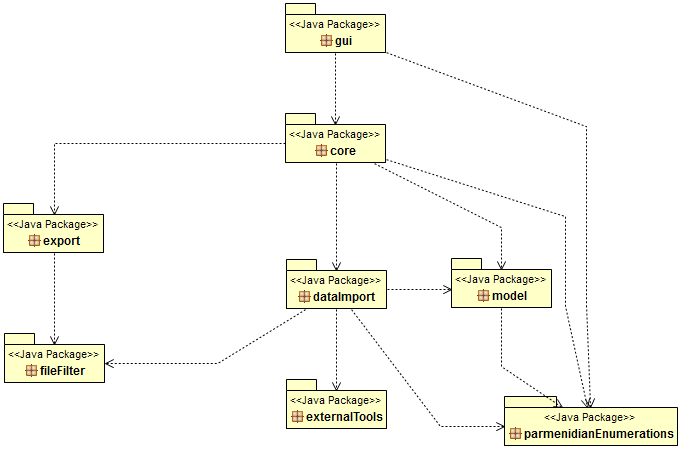 <<Java Package>>
gui
<<Java Package>>
core
<<Java Package>>
export
<<Java Package>>
dataImport
<<Java Package>>
model
<<Java Package>>
fileFilter
<<Java Package>>
externalTools
<<Java Package>>
parmenidianEnumerations